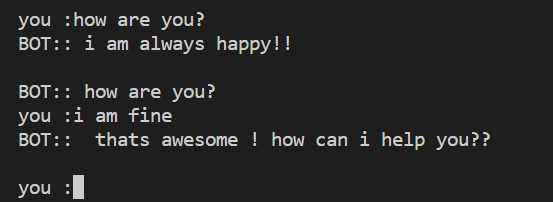 you :how are you?
BOT:: i am always happy!!
BOT:: how are you?
you :i am fine
BOT::  thats awesome ! how can i help you??
you :